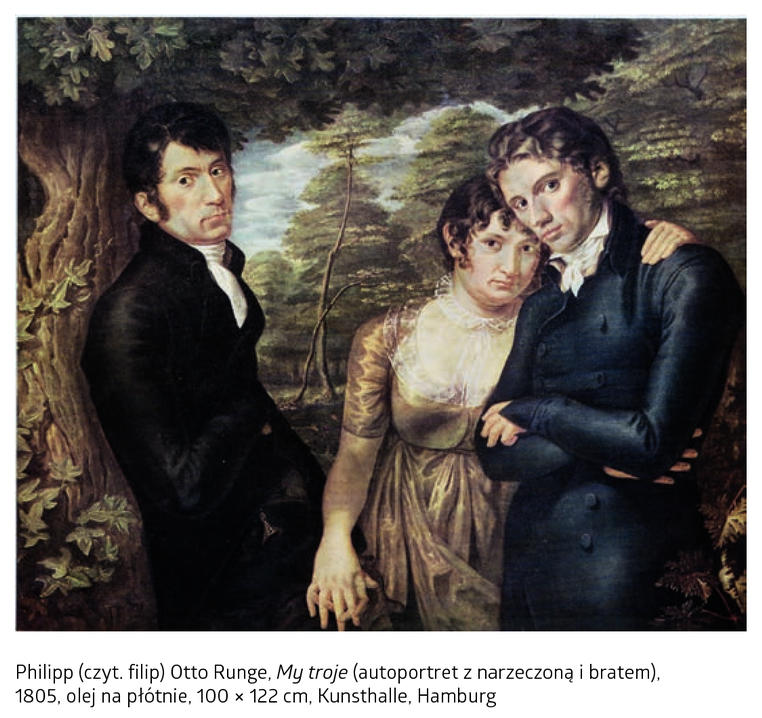 Philipp (czyt. filip) Otto Runge, My troje (autoportret z narzeczoną i bratem),
1805, olej na płótnie, 100 × 122 cm, Kunsthalle, Hamburg